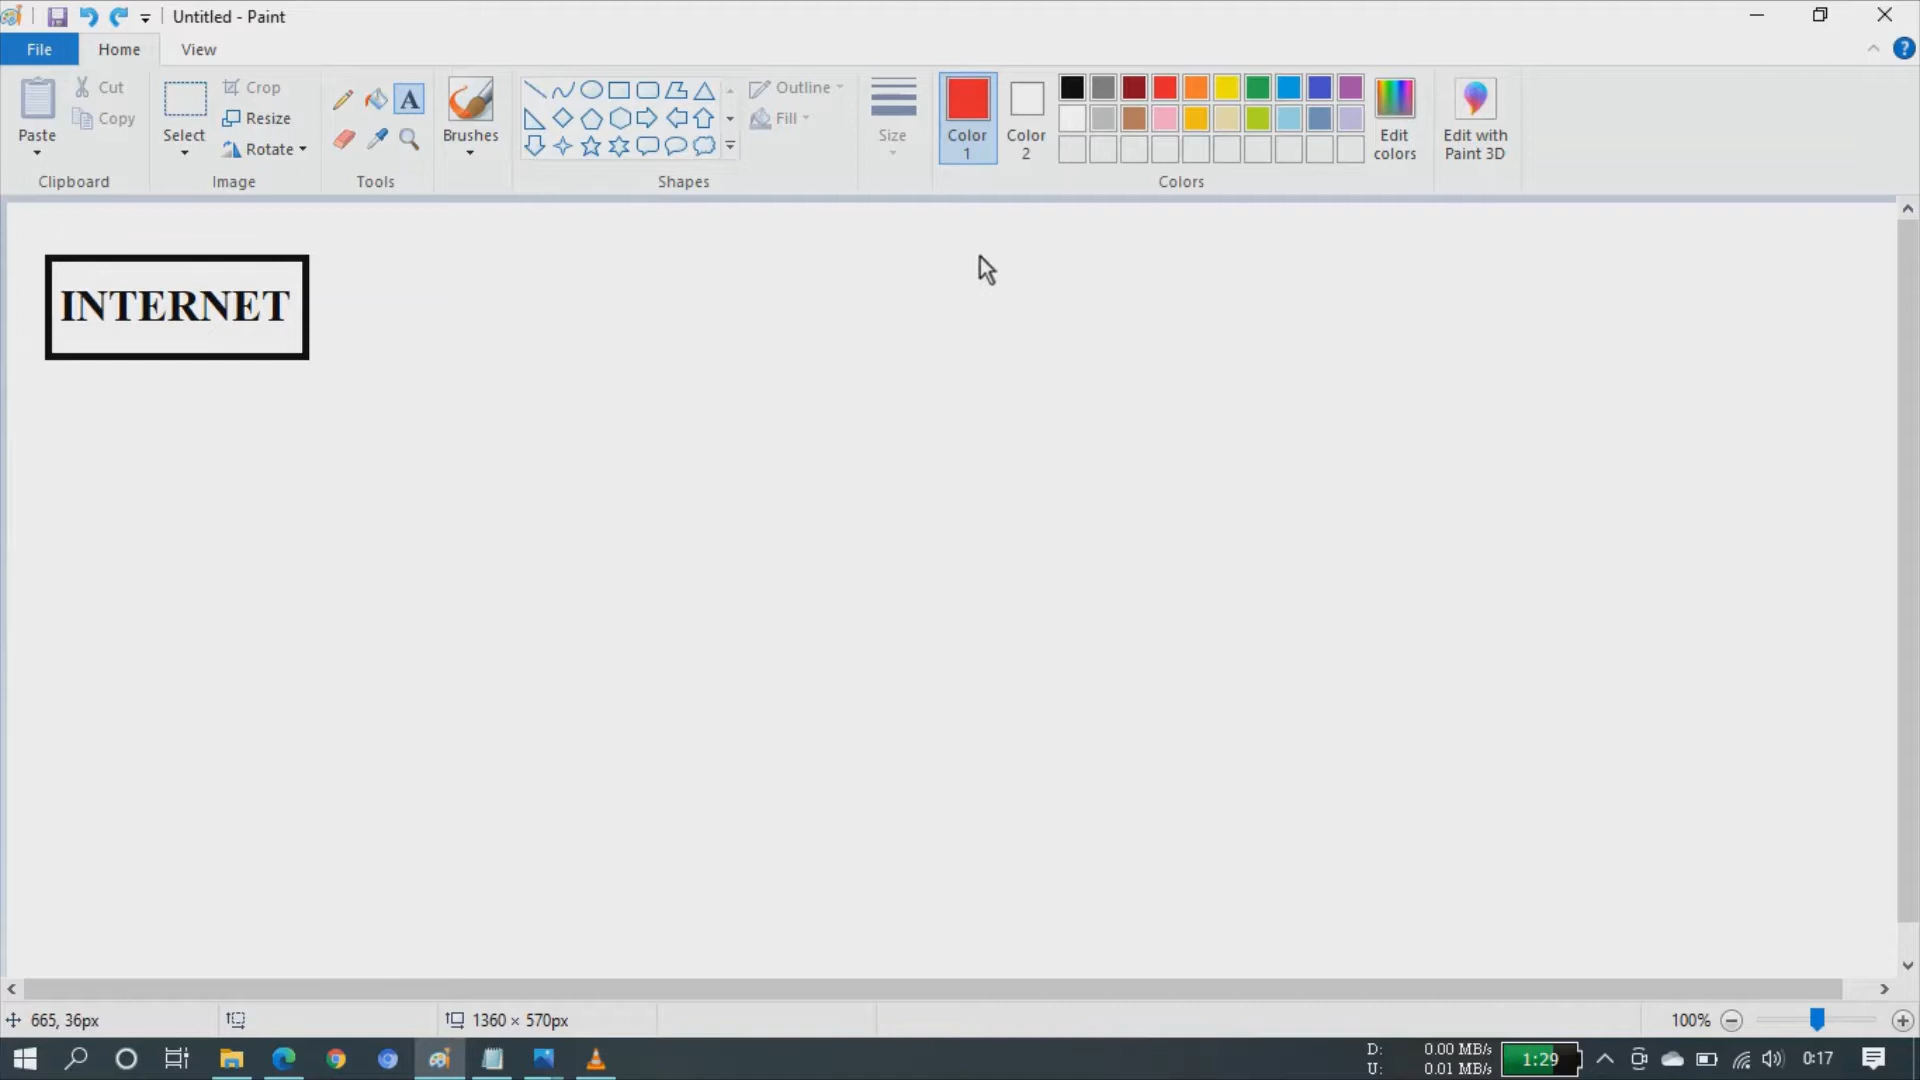 Untitled - Paint
File Home View
Paste
Cut
Copy
Clipboard
Select
Crop
Resize
Rotate
Image
A
Tools
Brushes
Shapes
Outline
Fill
Size
Color
1
Color
2
Colors
Edit
colors
Edit with
Paint 3D
INTERNET
665, 36px
1360 × 570px
100%
D: 0.00 MB/s
U: 0.01 MB/s
1:29
0:17